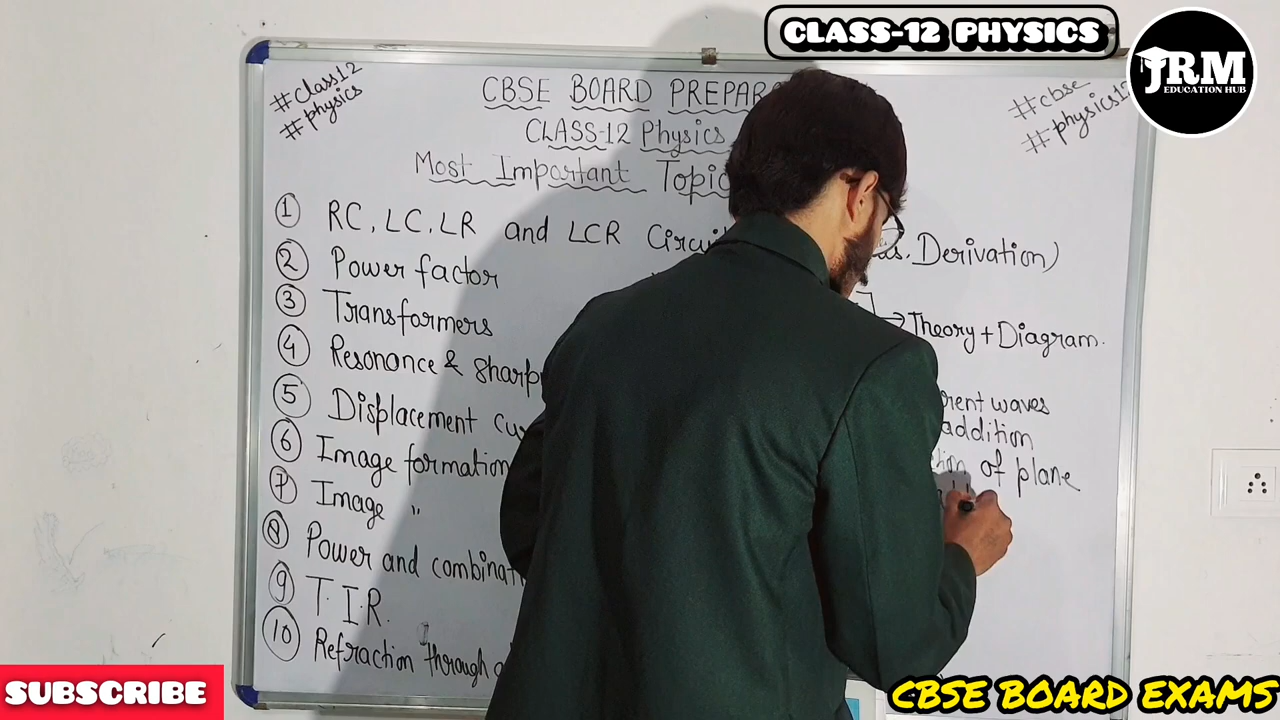 CLASS-12 PHYSICS
JRM
EDUCATION HUB
#class12
#physics
#cbse
#physics12
CBSE BOARD PREPAR
CLASS-12 Physics
Most Important Topic
① RC, LC, LR and LCR Circui
Derivation)
② Power factor
③ Transformers
Theory + Diagram.
④ Resonance & Sharp
⑤ Displacement cu
rent waves
addition
⑥ Image formation
of plane
⑦ Image "
⑧ Power and combinat
⑨ T.I.R.
⑩ Refraction through a
SUBSCRIBE
CBSE BOARD EXAMS